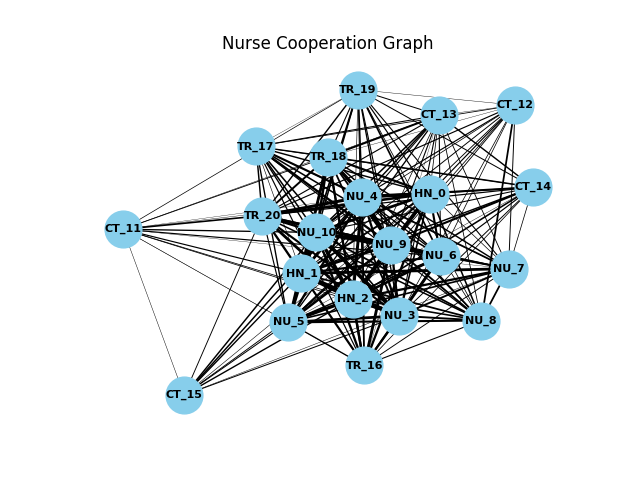 Nurse Cooperation Graph
TR_19
CT_12
CT_13
TR_17
TR_18
CT_14
HN_0
NU_4
TR_20
CT_11
NU_10
NU_9
NU_6
NU_7
HN_1
HN_2
NU_3
NU_5
NU_8
TR_16
CT_15